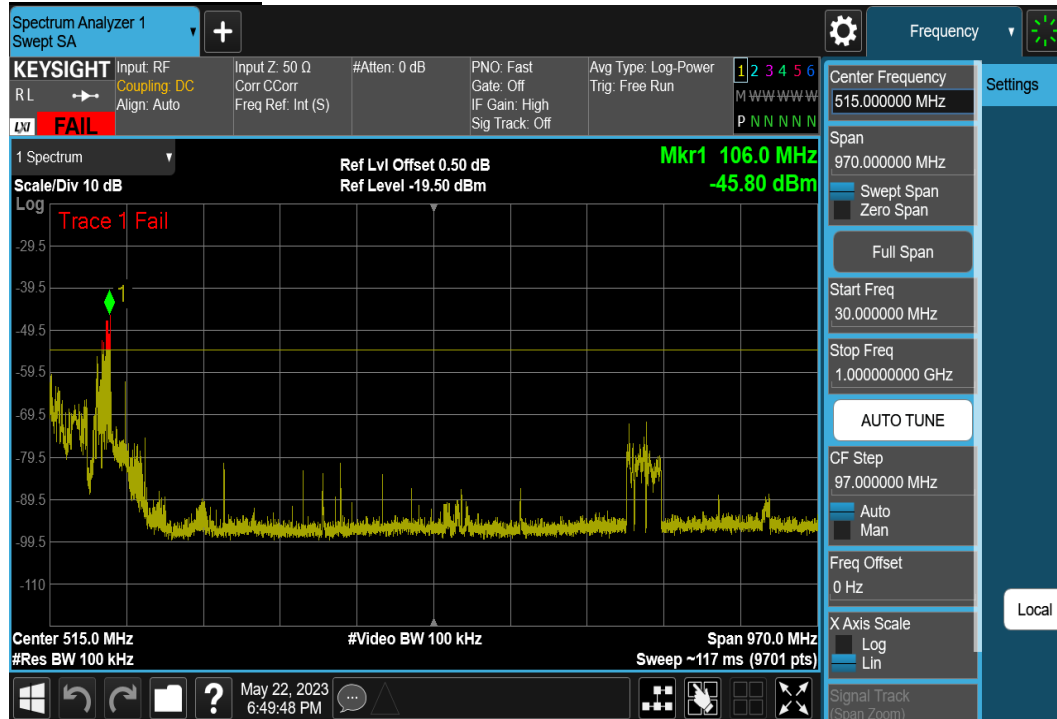 Spectrum Analyzer 1
Swept SA
+
Frequency
KEYSIGHT
RL
LXI
FAIL
Input: RF
Coupling: DC
Align: Auto
Input Z: 50 Ω
Corr CCorr
Freq Ref: Int (S)
#Atten: 0 dB
PNO: Fast
Gate: Off
IF Gain: High
Sig Track: Off
Avg Type: Log-Power
Trig: Free Run
1 2 3 4 5 6
M W W W W W
P N N N N N
1 Spectrum
Scale/Div 10 dB
Ref Lvl Offset 0.50 dB
Ref Level -19.50 dBm
Mkr1 106.0 MHz
-45.80 dBm
Log
Trace 1 Fail
1
-29.5
-39.5
-49.5
-59.5
-69.5
-79.5
-89.5
-99.5
-110
Center 515.0 MHz
#Res BW 100 kHz
#Video BW 100 kHz
Span 970.0 MHz
Sweep ~117 ms (9701 pts)
?
May 22, 2023
6:49:48 PM
Center Frequency
515.000000 MHz
Span
970.000000 MHz
Swept Span
Zero Span
Full Span
Start Freq
30.000000 MHz
Stop Freq
1.000000000 GHz
AUTO TUNE
CF Step
97.000000 MHz
Auto
Man
Freq Offset
0 Hz
X Axis Scale
Log
Lin
Signal Track
(Span Zoom)
Settings
Local